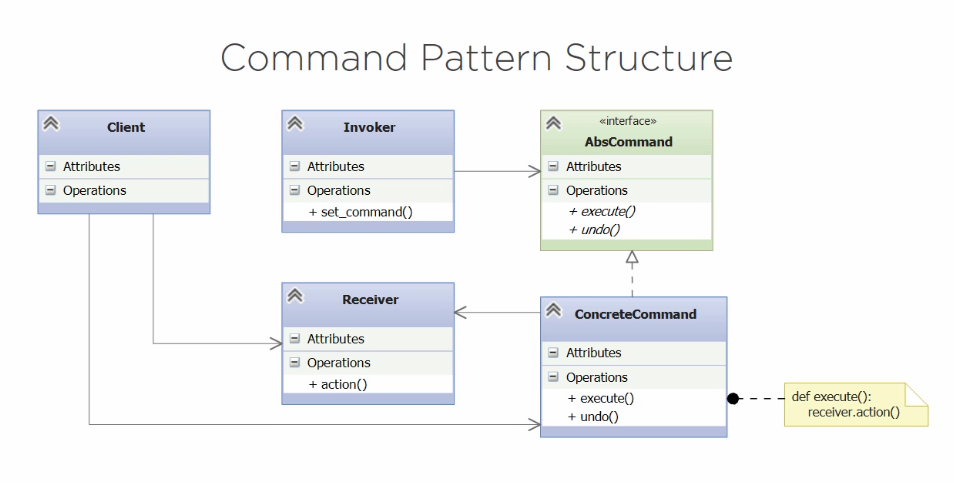 Command Pattern Structure
Client
Attributes
Operations
Invoker
Attributes
Operations
+ set_command()
«interface»
AbsCommand
Attributes
Operations
+ execute()
+ undo()
Receiver
Attributes
Operations
+ action()
ConcreteCommand
Attributes
Operations
+ execute()
+ undo()
def execute():
receiver.action()